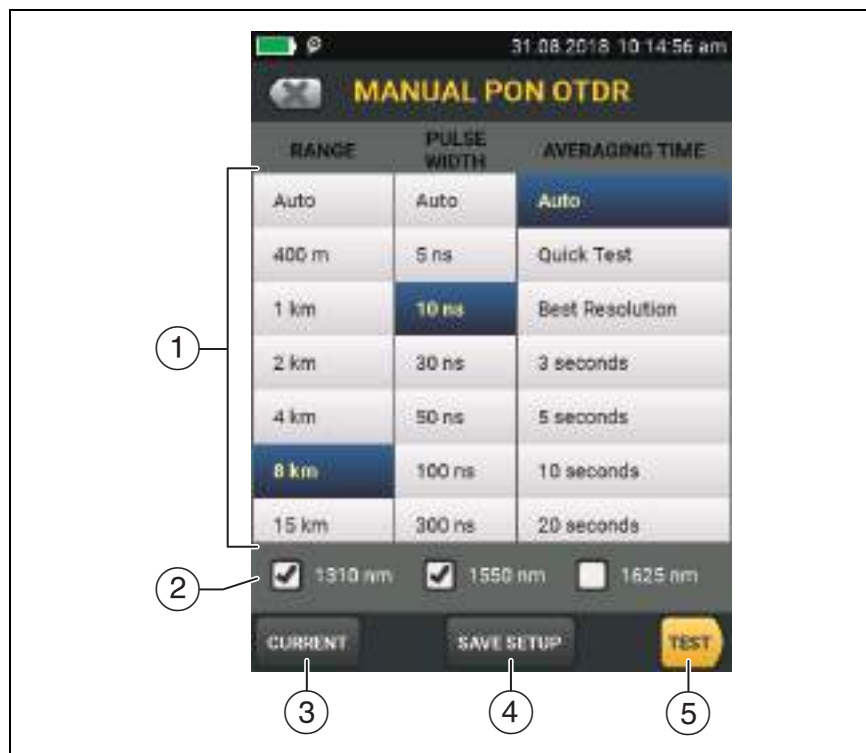 31.08.2018 10:14:56 am
MANUAL PON OTDR
RANGE PULSE WIDTH AVERAGING TIME
Auto Auto Auto
400 m 5 ns Quick Test
1 km 10 ns Best Resolution
2 km 30 ns 3 seconds
4 km 50 ns 5 seconds
8 km 100 ns 10 seconds
15 km 300 ns 20 seconds
1310 nm 1550 nm 1625 nm
CURRENT SAVE SETUP TEST
1
2
3 4 5